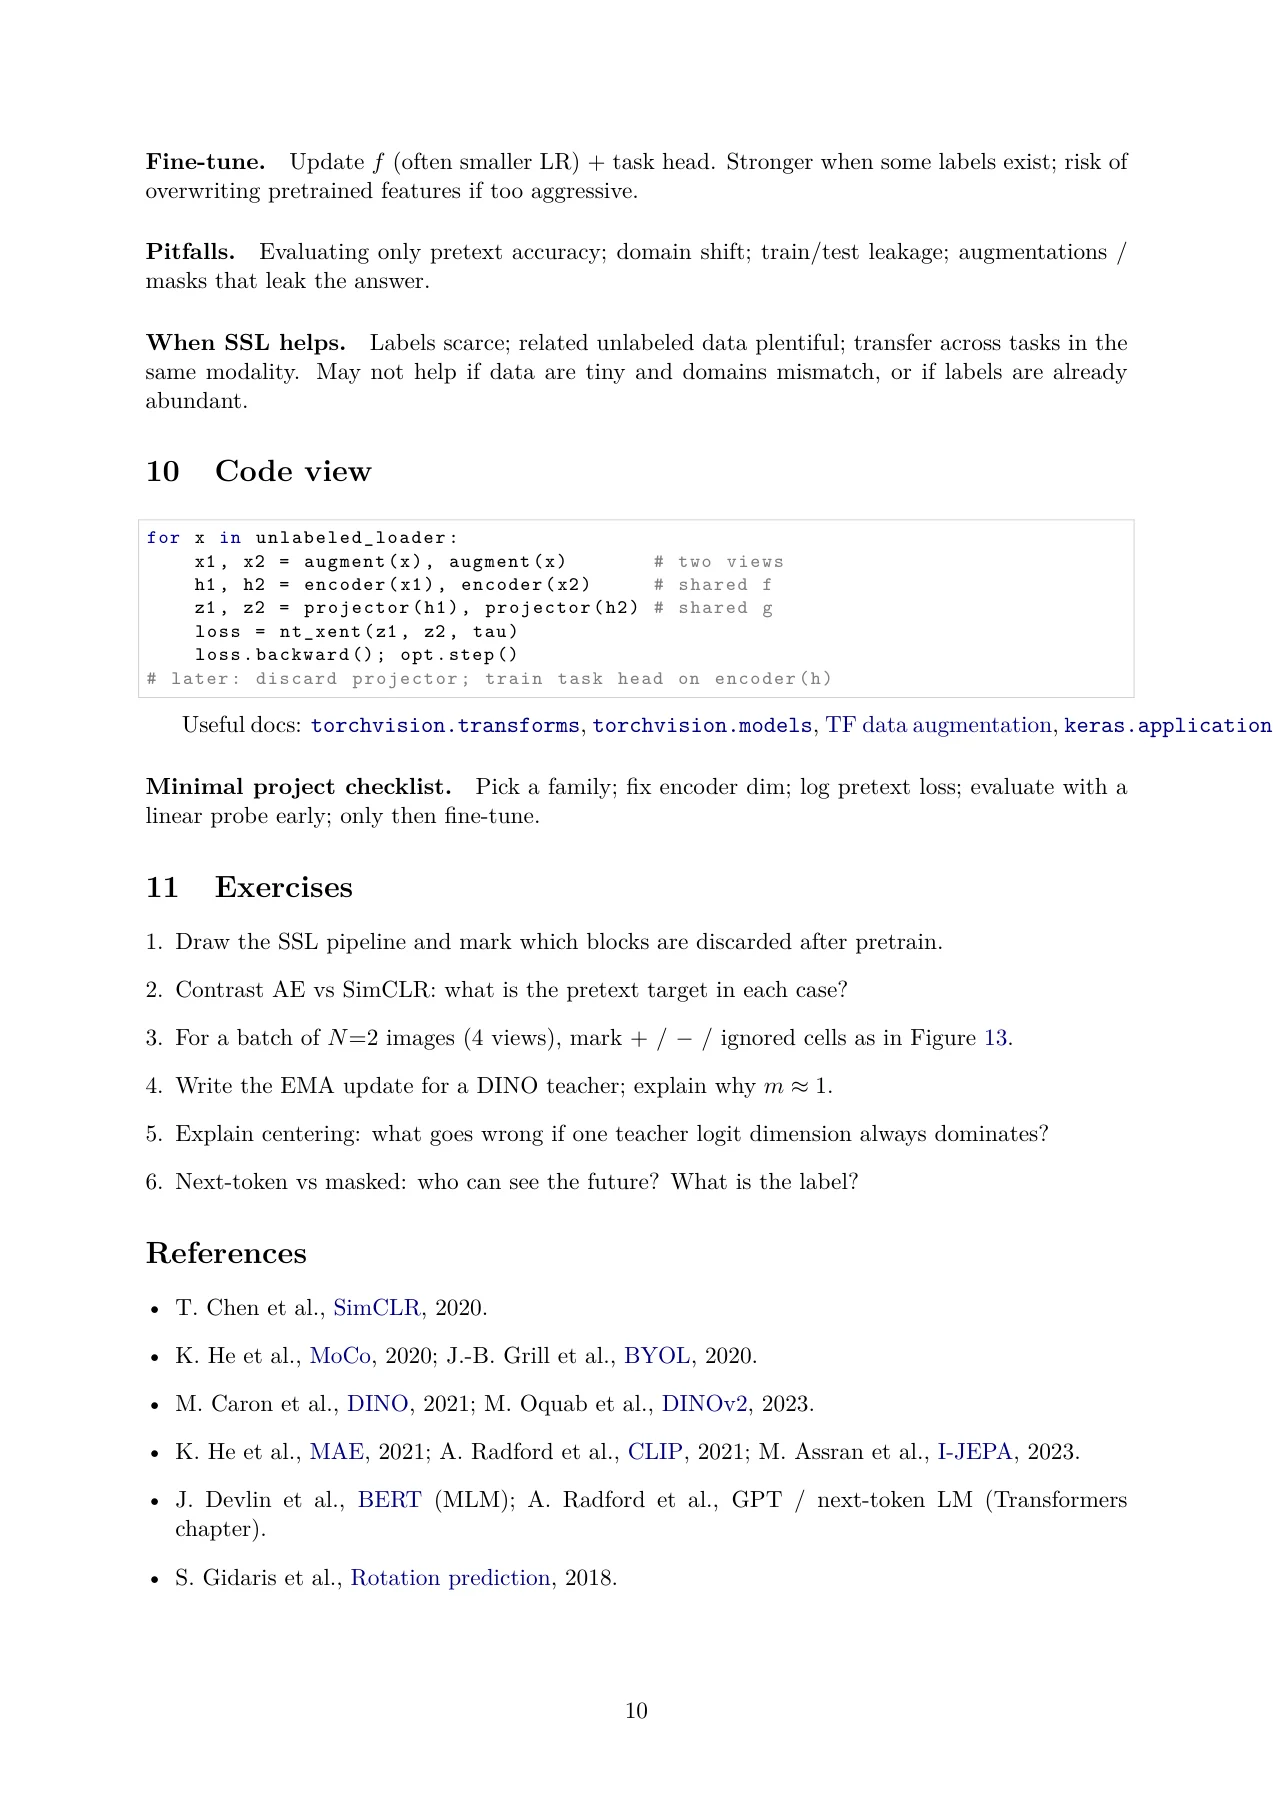 Fine-tune. Update f (often smaller LR) + task head. Stronger when some labels exist; risk of
overwriting pretrained features if too aggressive.
Pitfalls. Evaluating only pretext accuracy; domain shift; train/test leakage; augmentations /
masks that leak the answer.
When SSL helps. Labels scarce; related unlabeled data plentiful; transfer across tasks in the
same modality. May not help if data are tiny and domains mismatch, or if labels are already
abundant.
10 Code view
for x in unlabeled_loader:
    x1, x2 = augment(x), augment(x)       # two views
    h1, h2 = encoder(x1), encoder(x2)     # shared f
    z1, z2 = projector(h1), projector(h2) # shared g
    loss = nt_xent(z1, z2, tau)
    loss.backward(); opt.step()
# later: discard projector; train task head on encoder(h)
Useful docs: torchvision.transforms, torchvision.models, TF data augmentation, keras.application
Minimal project checklist. Pick a family; fix encoder dim; log pretext loss; evaluate with a
linear probe early; only then fine-tune.
11 Exercises
1. Draw the SSL pipeline and mark which blocks are discarded after pretrain.
2. Contrast AE vs SimCLR: what is the pretext target in each case?
3. For a batch of N=2 images (4 views), mark + / − / ignored cells as in Figure 13.
4. Write the EMA update for a DINO teacher; explain why m ≈ 1.
5. Explain centering: what goes wrong if one teacher logit dimension always dominates?
6. Next-token vs masked: who can see the future? What is the label?
References
• T. Chen et al., SimCLR, 2020.
• K. He et al., MoCo, 2020; J.-B. Grill et al., BYOL, 2020.
• M. Caron et al., DINO, 2021; M. Oquab et al., DINOv2, 2023.
• K. He et al., MAE, 2021; A. Radford et al., CLIP, 2021; M. Assran et al., I-JEPA, 2023.
• J. Devlin et al., BERT (MLM); A. Radford et al., GPT / next-token LM (Transformers
chapter).
• S. Gidaris et al., Rotation prediction, 2018.
10